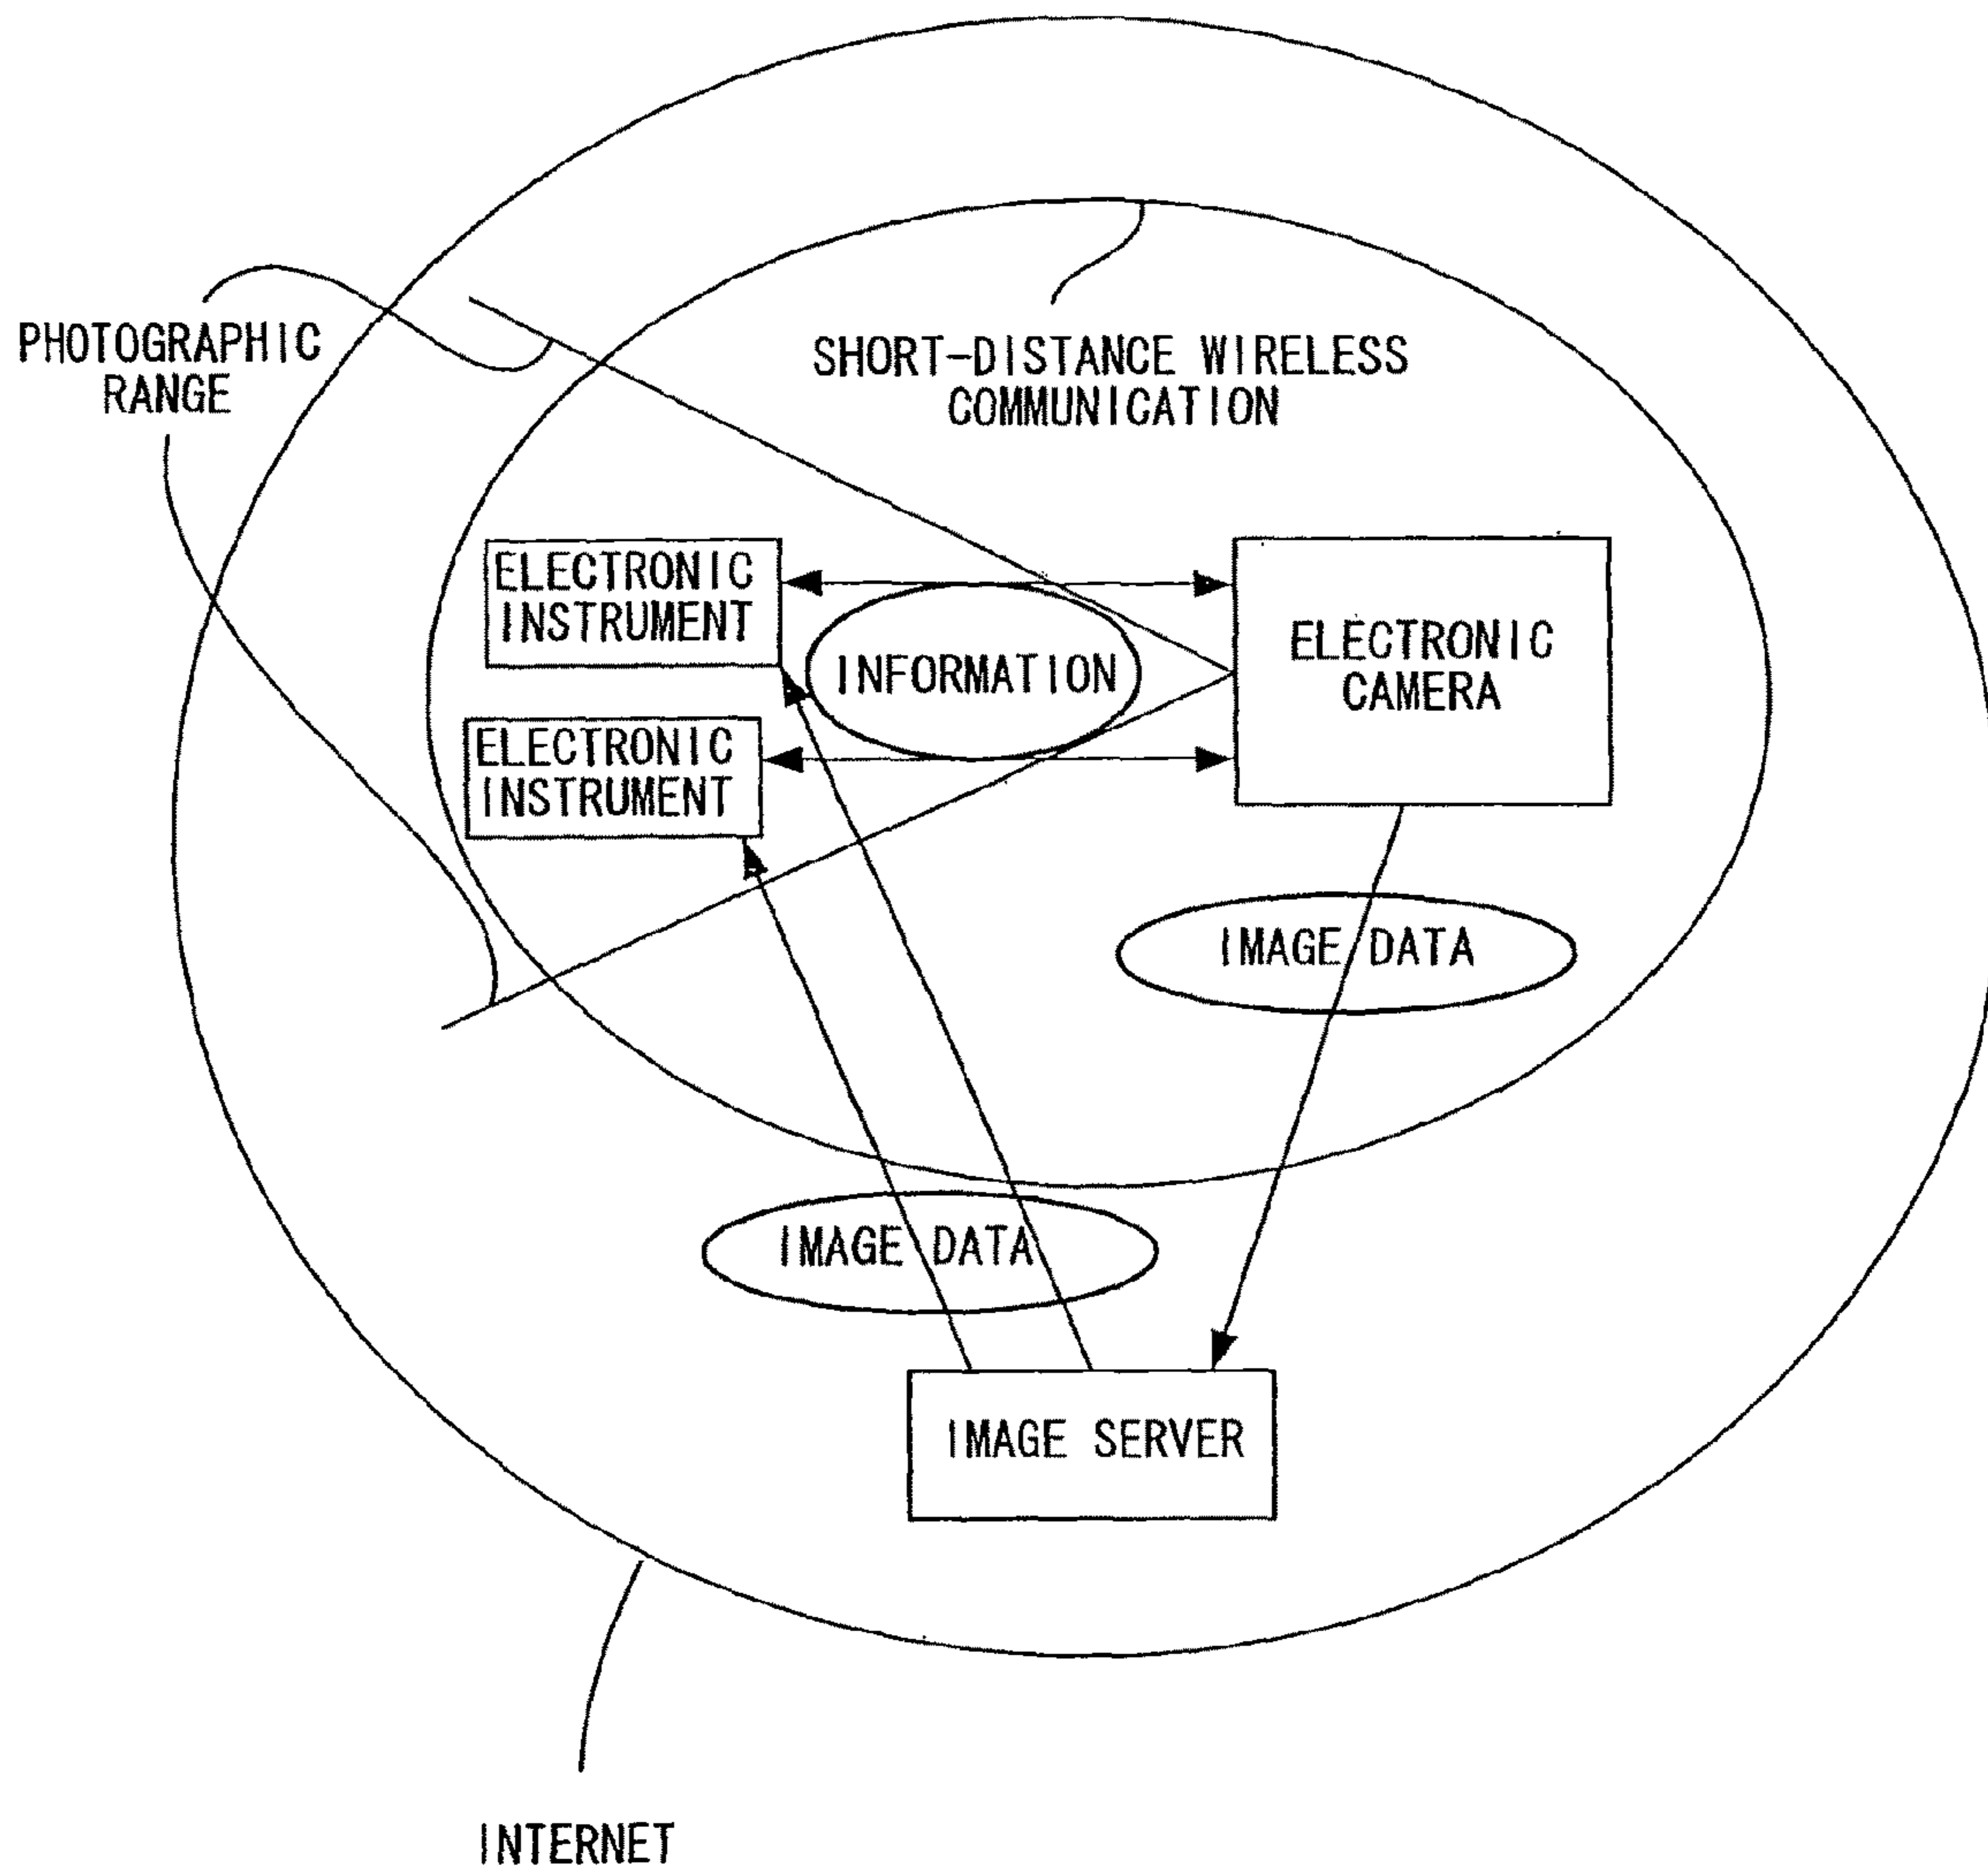 PHOTOGRAPHIC
RANGE
SHORT-DISTANCE WIRELESS
COMMUNICATION
ELECTRONIC
INSTRUMENT
INFORMATION
ELECTRONIC
CAMERA
ELECTRONIC
INSTRUMENT
IMAGE DATA
IMAGE DATA
IMAGE SERVER
INTERNET